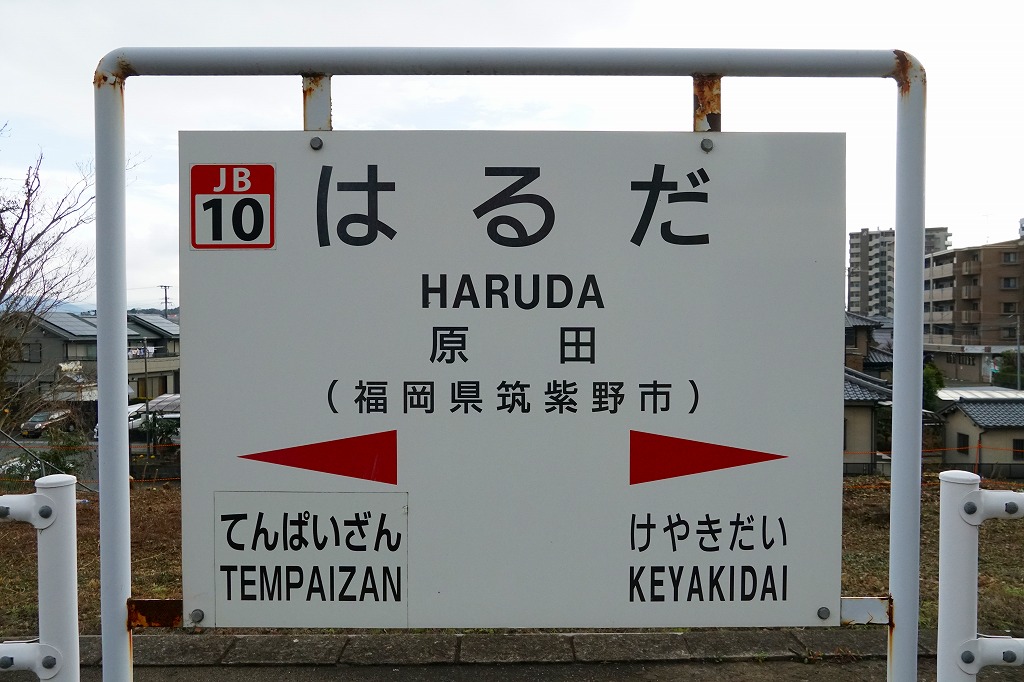 JB
10
はるだ
HARUDA
原田
（福岡県筑紫野市）
てんぱいざん
TEMPAIZAN
けやきだい
KEYAKIDAI